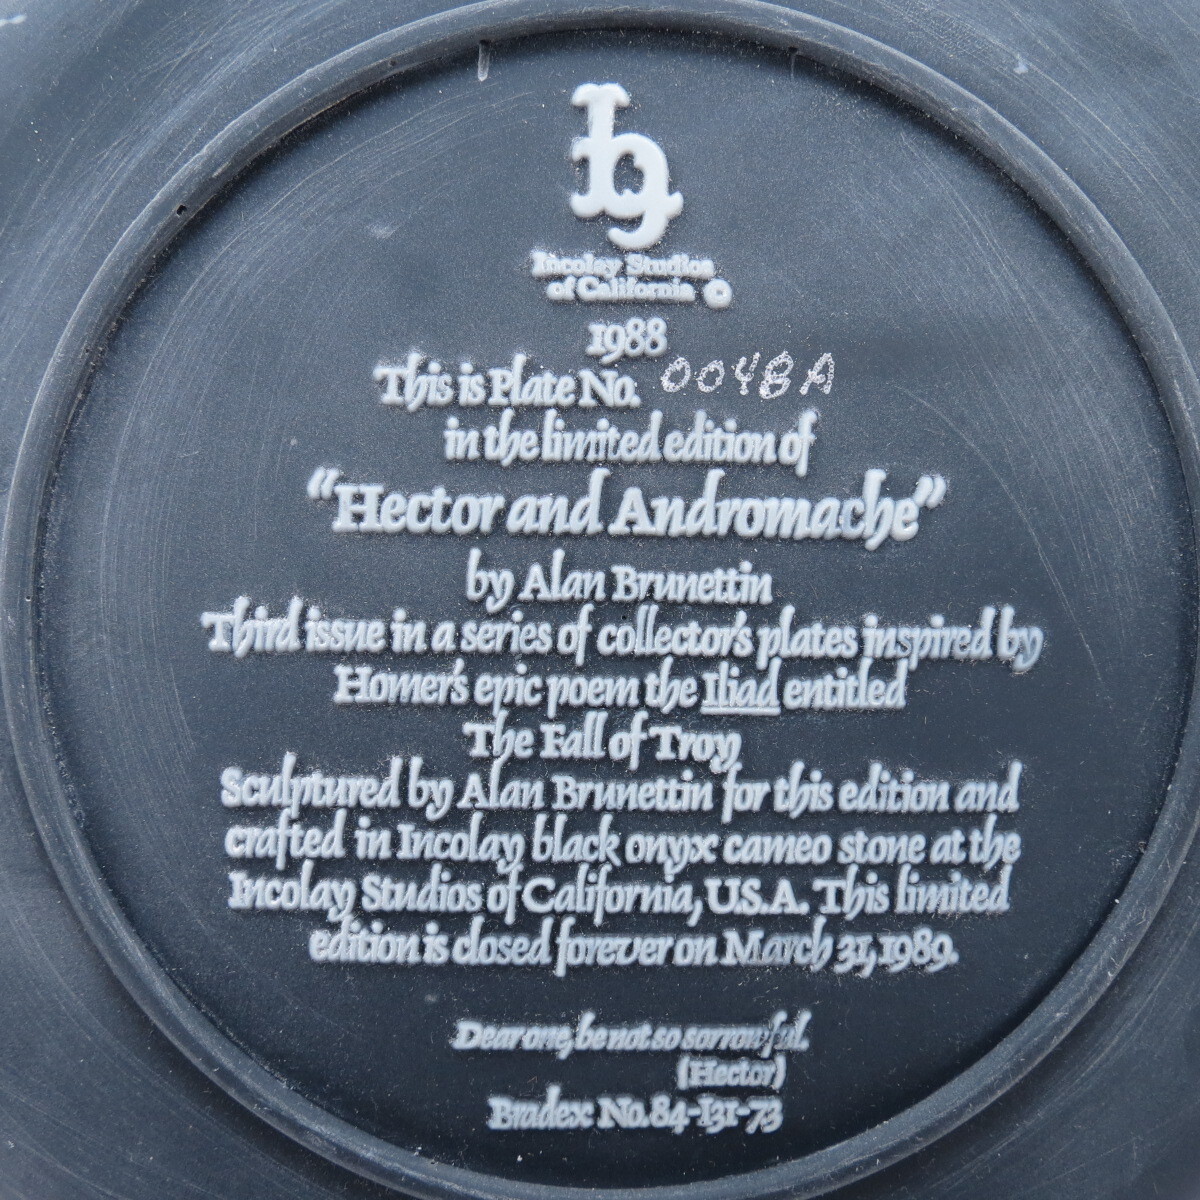 Incolay Studios
of California ©
1988
This is Plate No. 0048A
in the limited edition of
"Hector and Andromache"
by Alan Brunettin
Third issue in a series of collector's plates inspired by
Homer's epic poem the Iliad entitled
The Fall of Troy
Sculptured by Alan Brunettin for this edition and
crafted in Incolay black onyx cameo stone at the
Incolay Studios of California, U.S.A. This limited
edition is closed forever on March 31, 1989.
Dear one, be not so sorrowful.
(Hector)
Bradex No. 84-I31-73